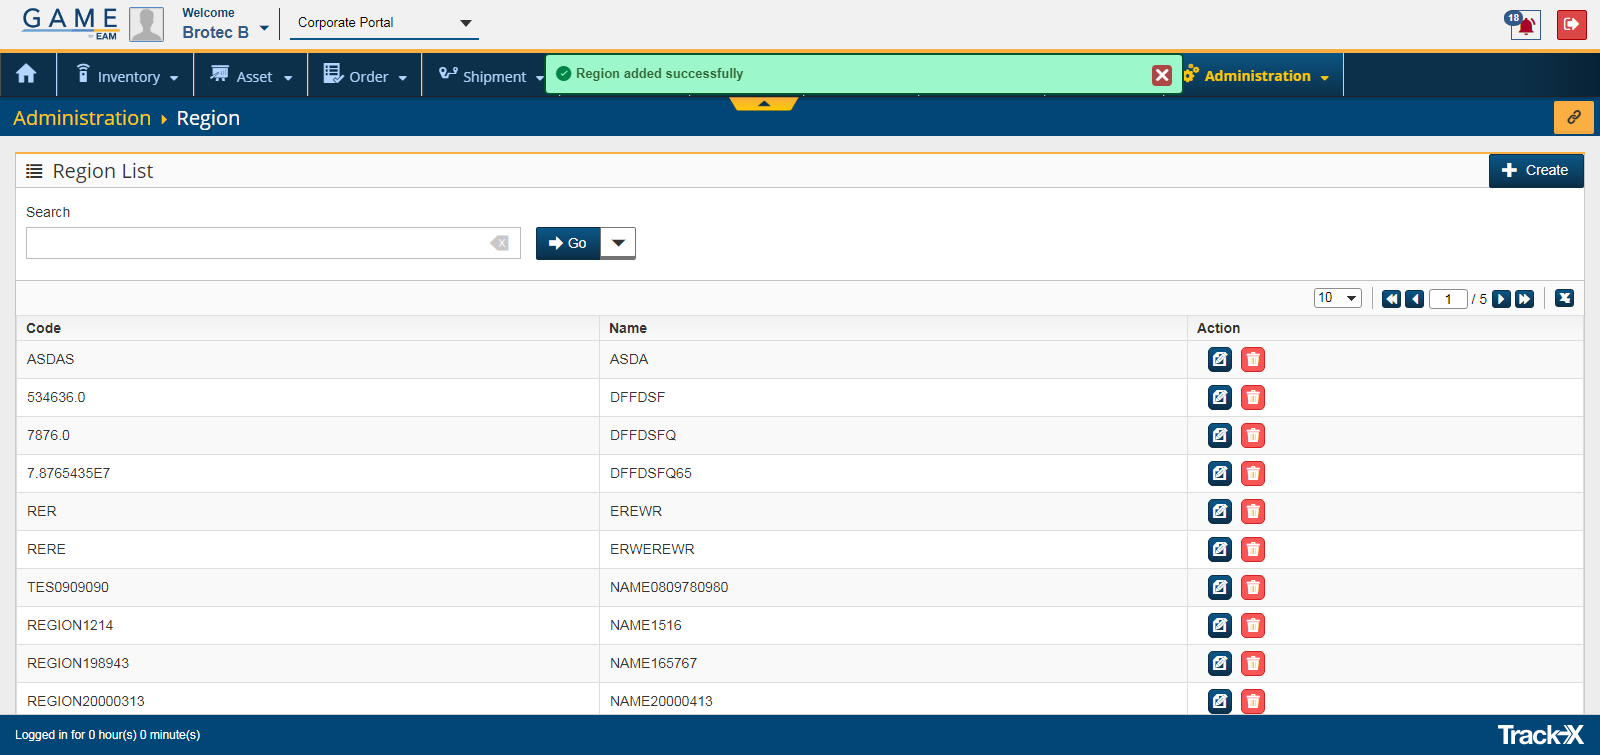 GAME
EAM
Welcome
Brotec B
Corporate Portal
18
Inventory
Asset
Order
Shipment
Region added successfully
Administration
Administration Region
Region List
Create
Search
Go
10
1 / 5
Code Name Action
ASDAS ASDA
534636.0 DFFDSF
7876.0 DFFDSFQ
7.8765435E7 DFFDSFQ65
RER EREWR
RERE ERWEREWR
TES0909090 NAME0809780980
REGION1214 NAME1516
REGION198943 NAME165767
REGION20000313 NAME20000413
Logged in for 0 hour(s) 0 minute(s)
Track-X